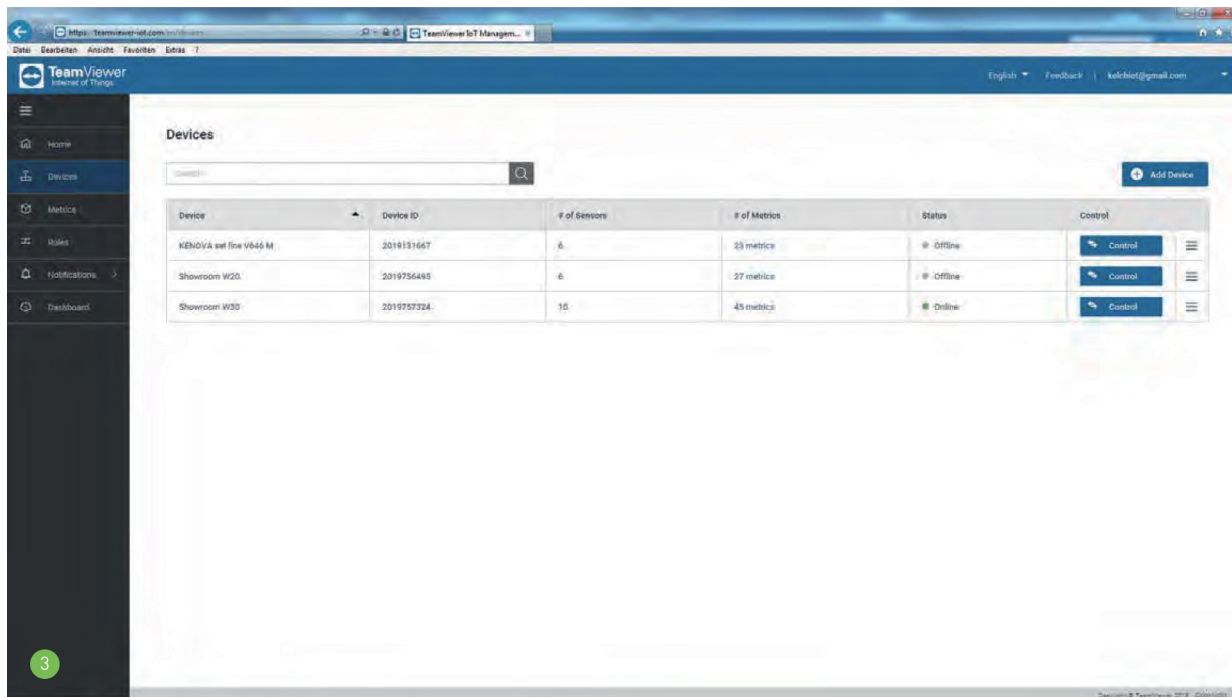 TeamViewer IoT Managem...
Datei Bearbeiten Ansicht Favoriten Extras ?
TeamViewer
Internet of Things
English Feedback | kelchiot@gmail.com
Home
Devices
Metrics
Rules
Notifications
Dashboard
Devices
Search
Add Device
Device Device ID # of Sensors # of Metrics Status Control
KENOVA set line V646 M 2019131667 6 23 metrics Offline Control
Showroom W20 2019756495 6 27 metrics Offline Control
Showroom W30 2019757324 10 45 metrics Online Control
3